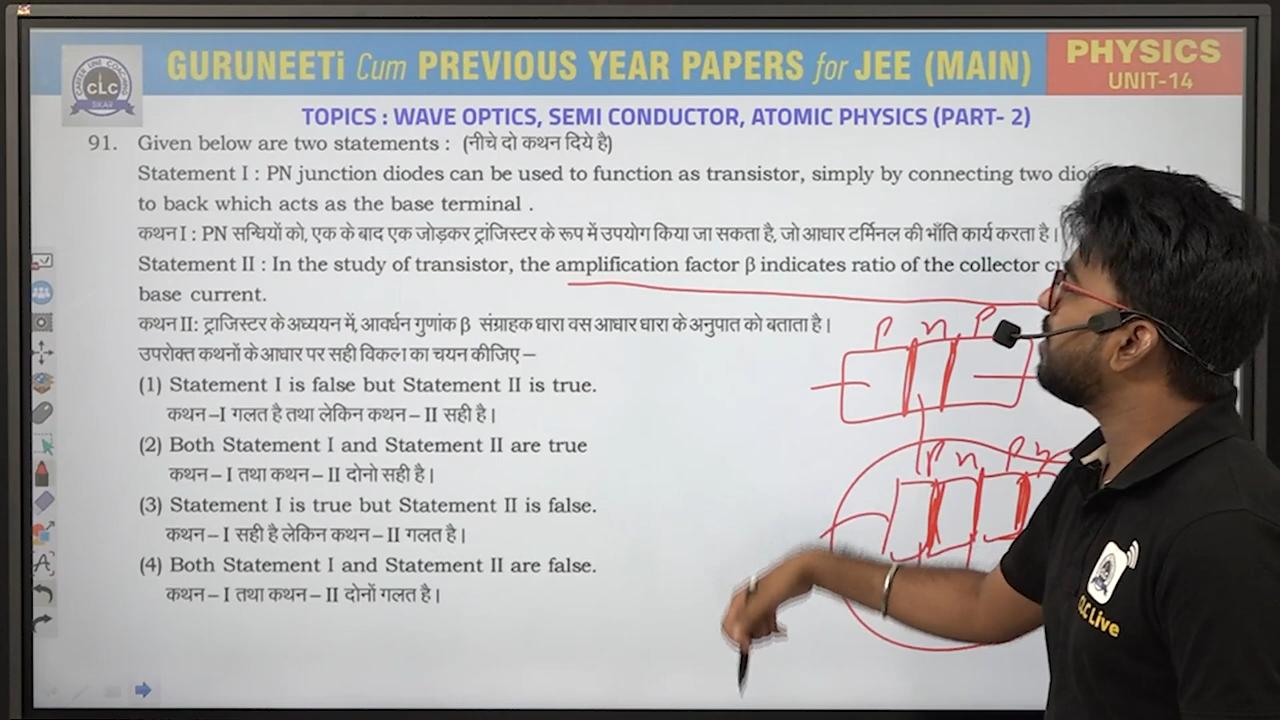 GURUNEETi Cum PREVIOUS YEAR PAPERS for JEE (MAIN)
PHYSICS
UNIT-14
CAREER LINE COACHING
CLC
SIKAR
TOPICS : WAVE OPTICS, SEMI CONDUCTOR, ATOMIC PHYSICS (PART- 2)
91. Given below are two statements : (नीचे दो कथन दिये है)
Statement I : PN junction diodes can be used to function as transistor, simply by connecting two
to back which acts as the base terminal .
कथन I : PN सन्धियों को, एक के बाद एक जोड़कर ट्रांजिस्टर के रूप में उपयोग किया जा सकता है, जो आधार टर्मिनल की भाँति कार्य करता है।
Statement II : In the study of transistor, the amplification factor β indicates ratio of the collector
base current.
कथन II: ट्राजिस्टर के अध्ययन में, आवर्धन गुणांक β संग्राहक धारा वस आधार धारा के अनुपात को बताता है।
उपरोक्त कथनों के आधार पर सही विकल्प का चयन कीजिए –
(1) Statement I is false but Statement II is true.
कथन –I गलत है तथा लेकिन कथन – II सही है।
(2) Both Statement I and Statement II are true
कथन – I तथा कथन – II दोनो सही है।
(3) Statement I is true but Statement II is false.
कथन – I सही है लेकिन कथन – II गलत है।
(4) Both Statement I and Statement II are false.
कथन – I तथा कथन – II दोनों गलत है।
P n P
P n P n
CLC Live